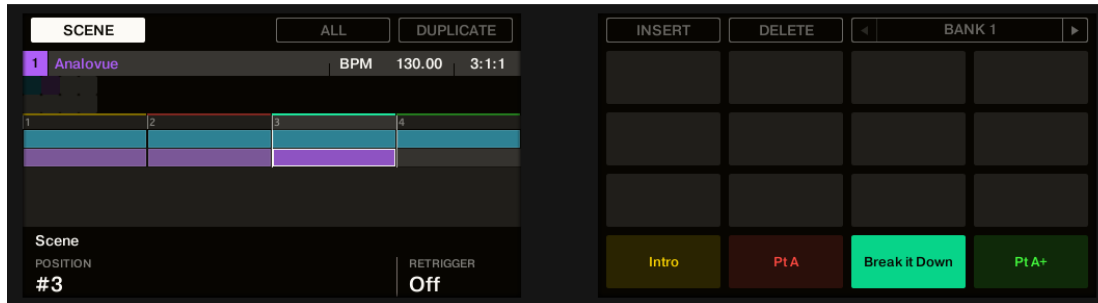 SCENE ALL DUPLICATE
1 Analovue BPM 130.00 3:1:1
1 2 3 4
Scene
POSITION RETRIGGER
#3 Off
INSERT DELETE BANK 1
Intro Pt A Break it Down Pt A+